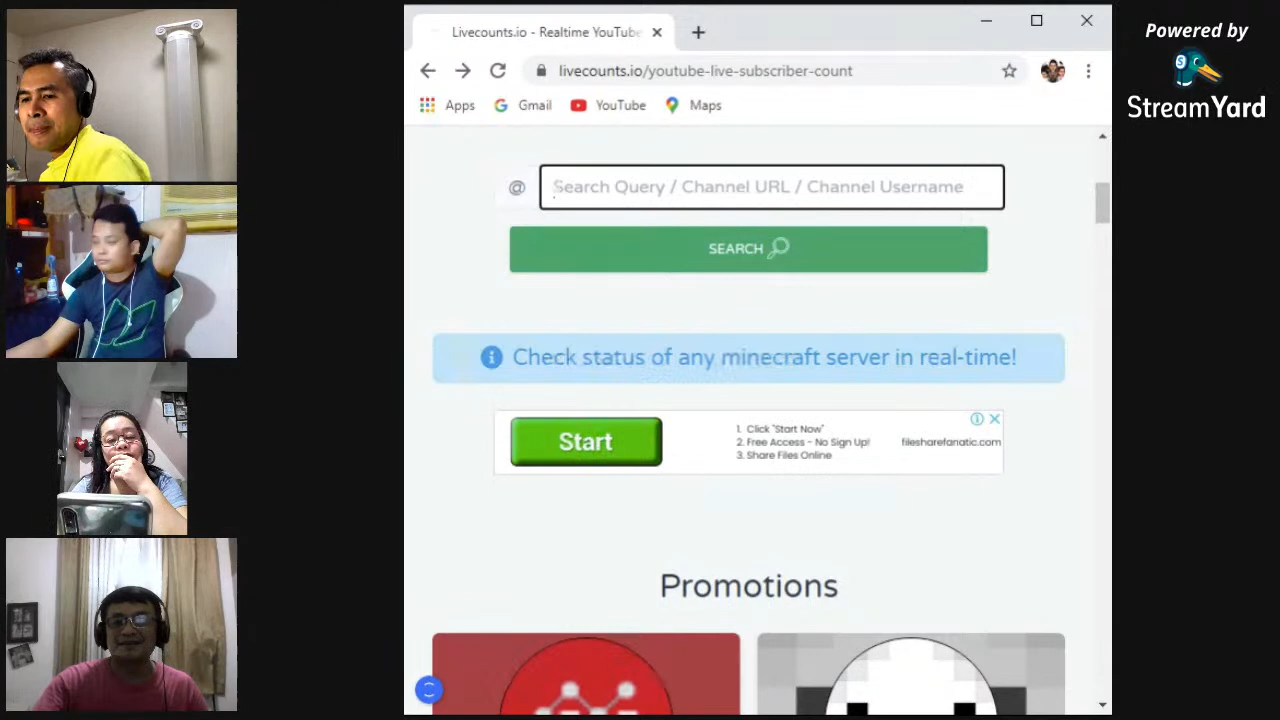 Livecounts.io - Realtime YouTube
livecounts.io/youtube-live-subscriber-count
Apps
Gmail
YouTube
Maps
@
Search Query / Channel URL / Channel Username
SEARCH
Check status of any minecraft server in real-time!
Start
1. Click "Start Now"
2. Free Access - No Sign Up!
3. Share Files Online
filesharefanatic.com
Promotions
Powered by
StreamYard